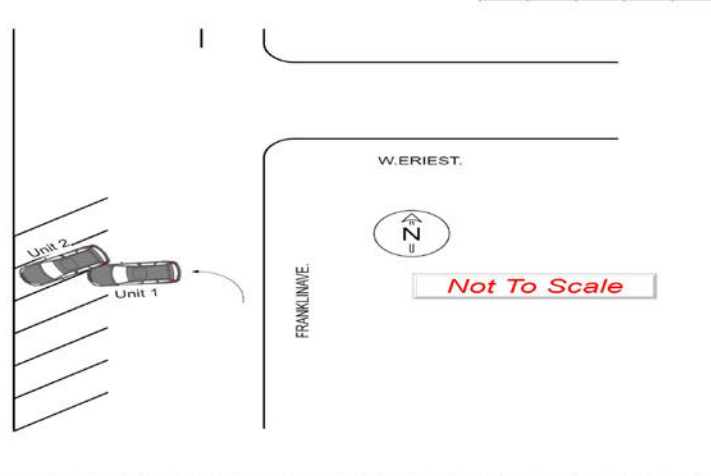 W.ERIEST.
N
Unit 2
Unit 1
FRANKLINAVE.
Not To Scale